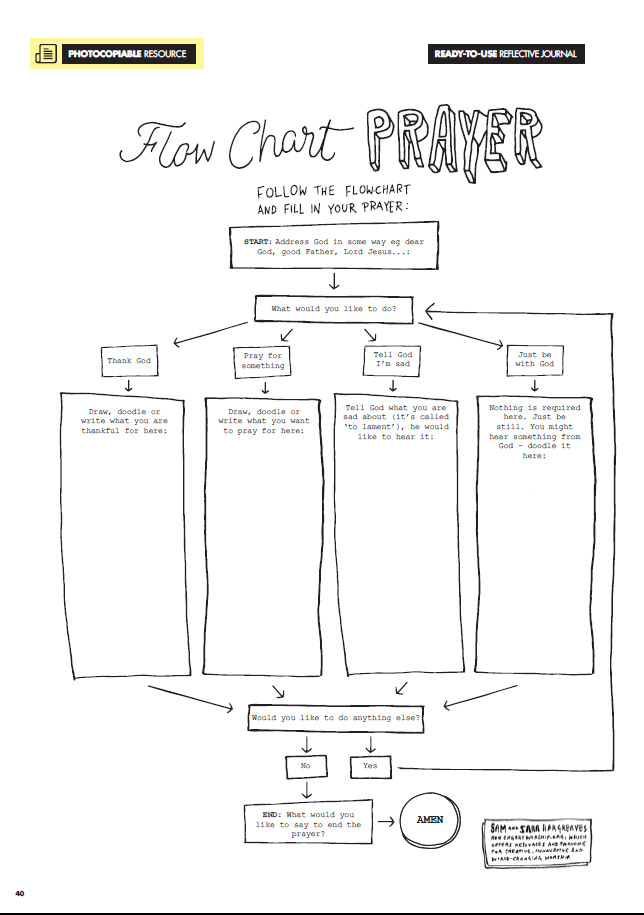 PHOTOCOPIABLE RESOURCE
READY-TO-USE REFLECTIVE JOURNAL
Flow Chart PRAYER
FOLLOW THE FLOWCHART
AND FILL IN YOUR PRAYER:
START: Address God in some way eg dear
God, good Father, Lord Jesus...:
What would you like to do?
Thank God
Pray for
something
Tell God
I'm sad
Just be
with God
Draw, doodle or
write what you are
thankful for here:
Draw, doodle or
write what you want
to pray for here:
Tell God what you are
sad about (it's called
'to lament'), he would
like to hear it:
Nothing is required
here. Just be
still. You might
hear something from
God – doodle it
here:
Would you like to do anything else?
No
Yes
END: What would you
like to say to end the
prayer?
AMEN
SAM AND SARA HARGREAVES
RUN ENGAGEWORSHIP.ORG, WHICH
OFFERS RESOURCES AND TRAINING
FOR CREATIVE, INNOVATIVE AND
WORLD-CHANGING WORSHIP.
40